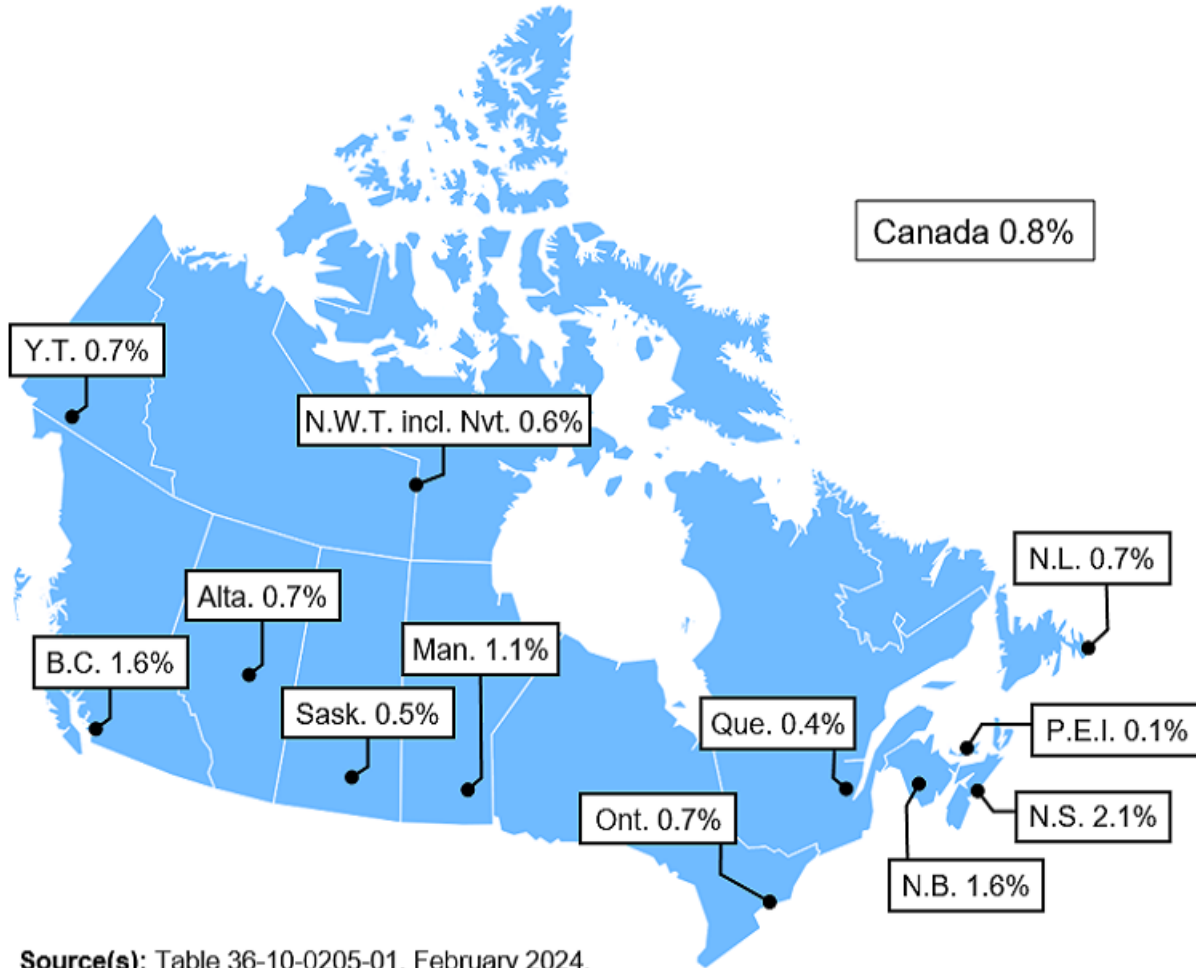 Canada 0.8%
Y.T. 0.7%
N.W.T. incl. Nvt. 0.6%
N.L. 0.7%
Alta. 0.7%
Man. 1.1%
B.C. 1.6%
Sask. 0.5%
Que. 0.4%
P.E.I. 0.1%
Ont. 0.7%
N.S. 2.1%
N.B. 1.6%
Source(s): Table 36-10-0205-01, February 2024.